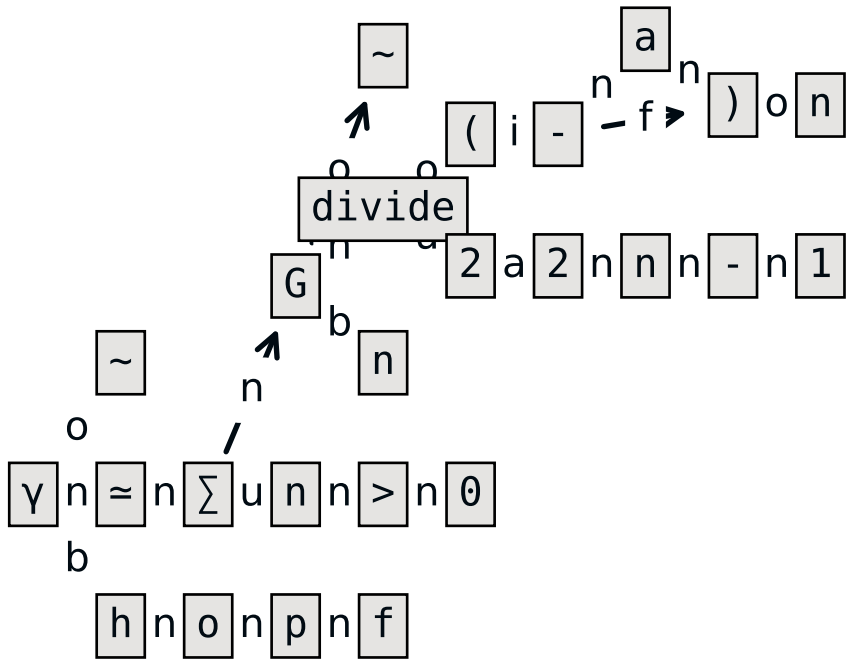 ~
a
n n
( i - f ) o n
o o
divide
n
G
2 a 2 n n n - n 1
b
~ n
n
o
γ n ≃ n ∑ u n n > n 0
b
h n o n p n f